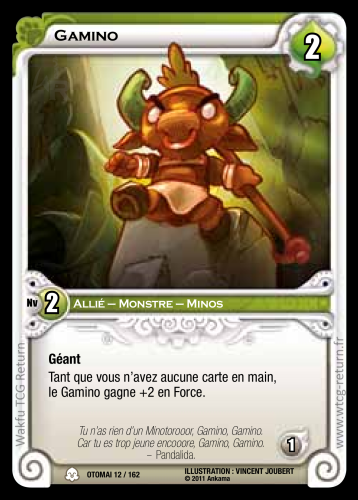 Gamino
2
Nv 2 Allié – Monstre – Minos
Géant
Tant que vous n'avez aucune carte en main,
le Gamino gagne +2 en Force.
Tu n'as rien d'un Minotorooor, Gamino, Gamino.
Car tu es trop jeune encooore, Gamino, Gamino.
– Pandalida.
1
OTOMAI 12 / 162
ILLUSTRATION : VINCENT JOUBERT
© 2011 Ankama
Wakfu TCG Return
www.wtcg-return.fr